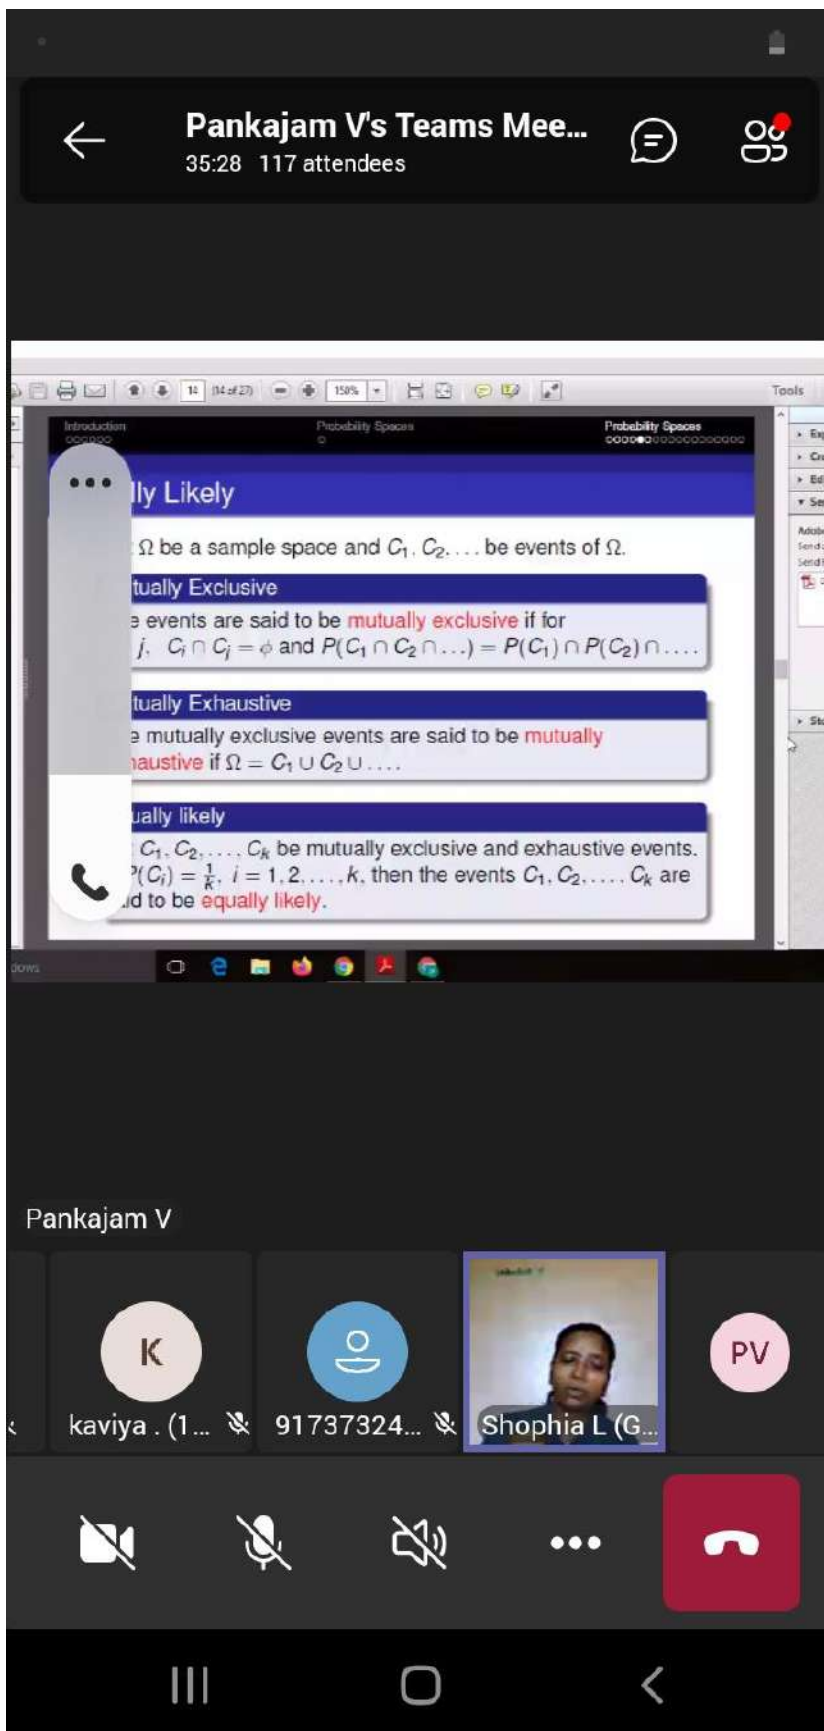 Pankajam V's Teams Mee...
35:28 117 attendees
14 (14 of 27) 150% Tools
Introduction Probability Spaces Probability Spaces
lly Likely
Ω be a sample space and C₁, C₂, . . . . be events of Ω.
tually Exclusive
e events are said to be mutually exclusive if for
j, Cᵢ ∩ Cⱼ = ϕ and P(C₁ ∩ C₂ ∩ . . .) = P(C₁) ∩ P(C₂) ∩ . . . .
tually Exhaustive
e mutually exclusive events are said to be mutually
haustive if Ω = C₁ ∪ C₂ ∪ . . . .
ually likely
C₁, C₂, . . . , Cₖ be mutually exclusive and exhaustive events.
P(Cᵢ) = 1/k, i = 1, 2, . . . , k, then the events C₁, C₂, . . . , Cₖ are
id to be equally likely.
Pankajam V
K
PV
kaviya . (1...
91737324...
Shophia L (G...